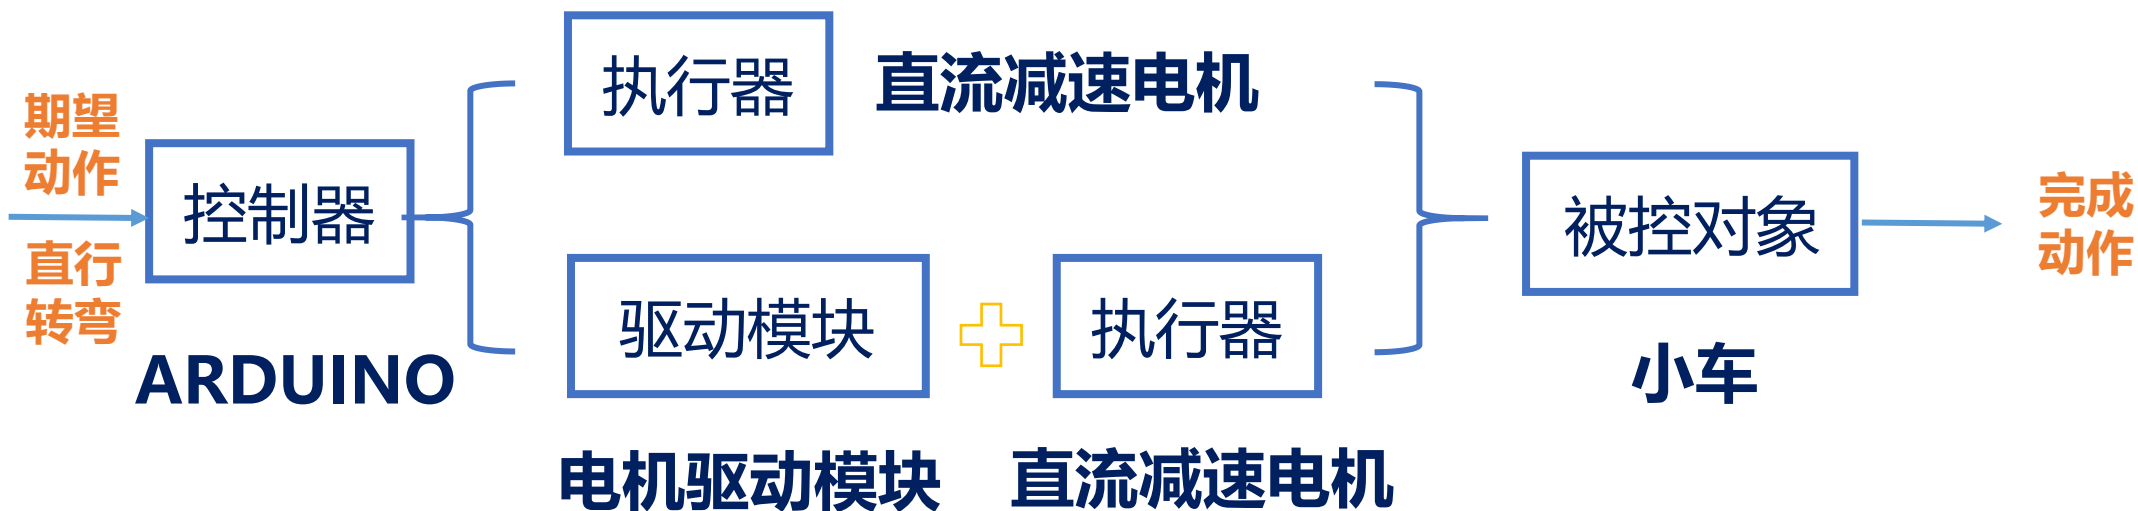 期望
动作
直行
转弯
控制器
ARDUINO
执行器
直流减速电机
驱动模块
执行器
电机驱动模块
直流减速电机
被控对象
小车
完成
动作